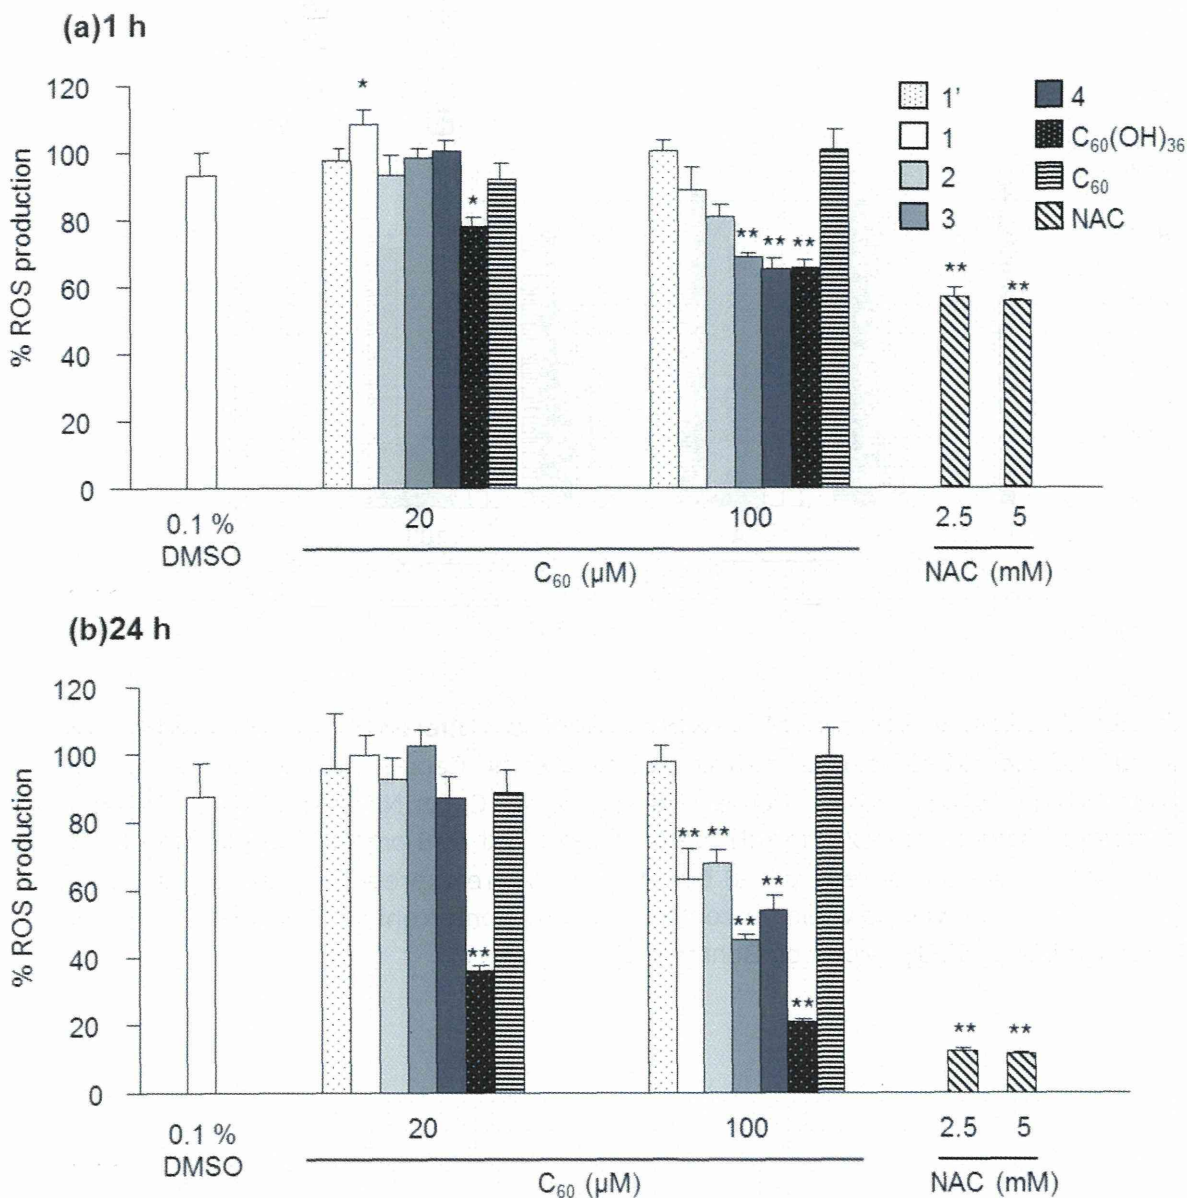 (a)1 h
% ROS production
120
100
80
60
40
20
0
*
*
** ** **
**
**
1'
1
2
3
4
C₆₀(OH)₃₆
C₆₀
NAC
0.1 %
DMSO
20
100
2.5
5
C₆₀ (µM)
NAC (mM)
(b)24 h
% ROS production
120
100
80
60
40
20
0
**
** **
**
**
**
**
**
0.1 %
DMSO
20
100
2.5
5
C₆₀ (µM)
NAC (mM)